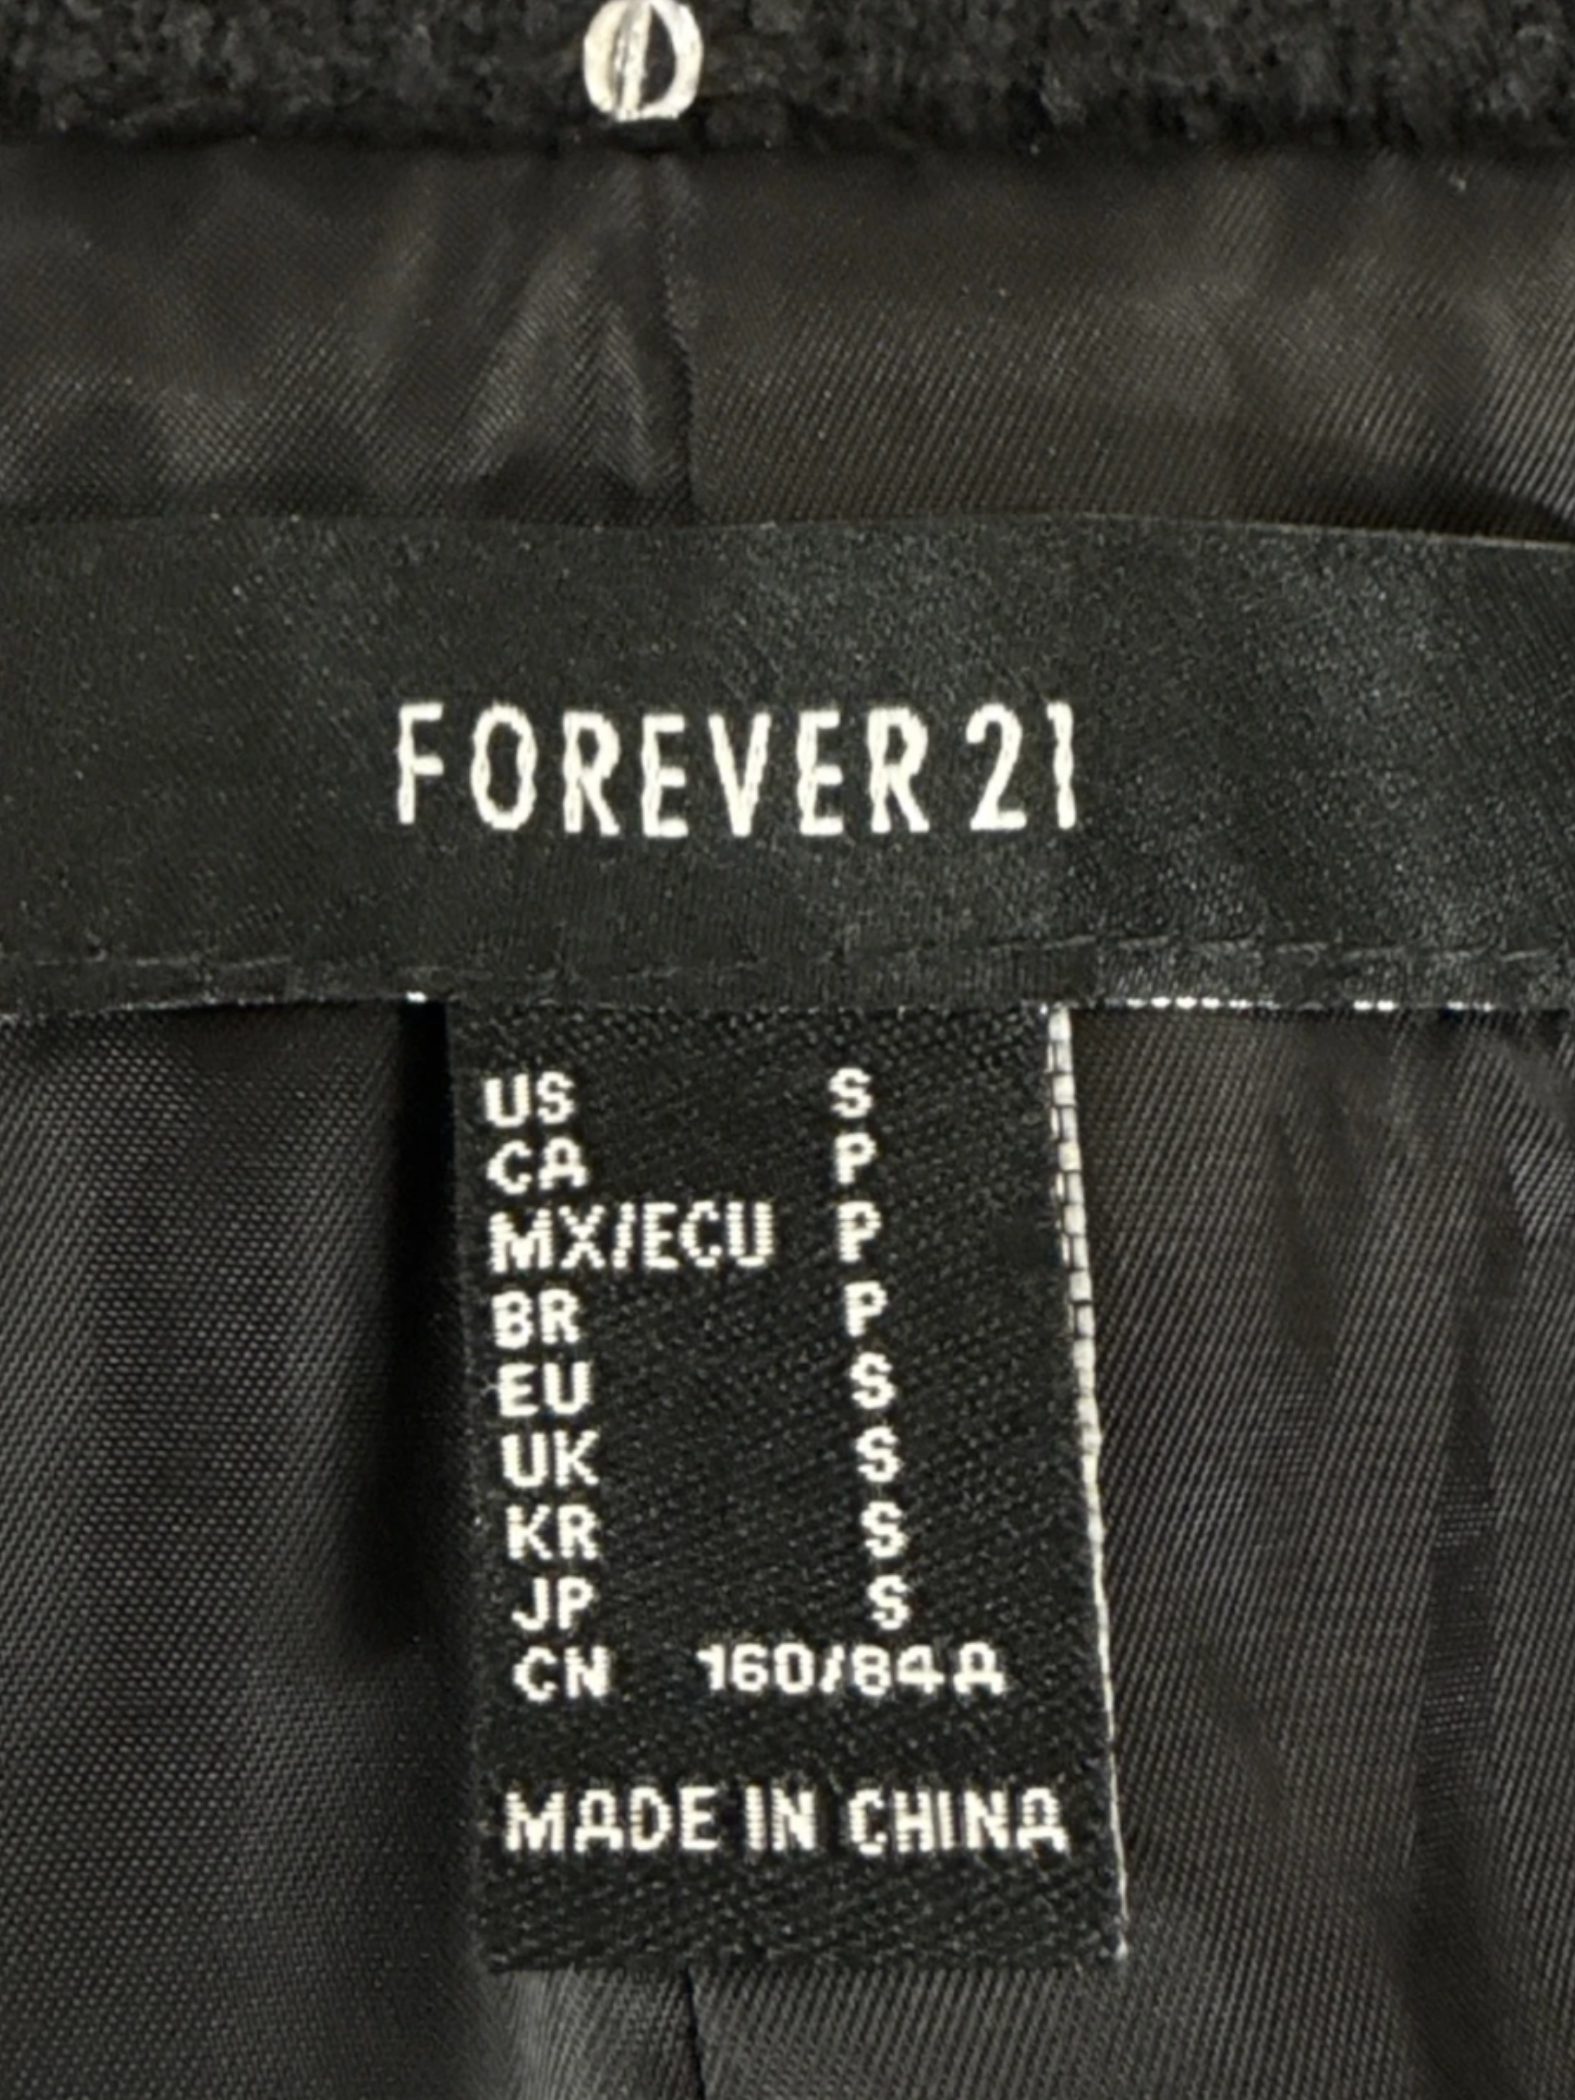 FOREVER 21
US S
CA P
MX/ECU P
BR P
EU S
UK S
KR S
JP S
CN 160/84A
MADE IN CHINA